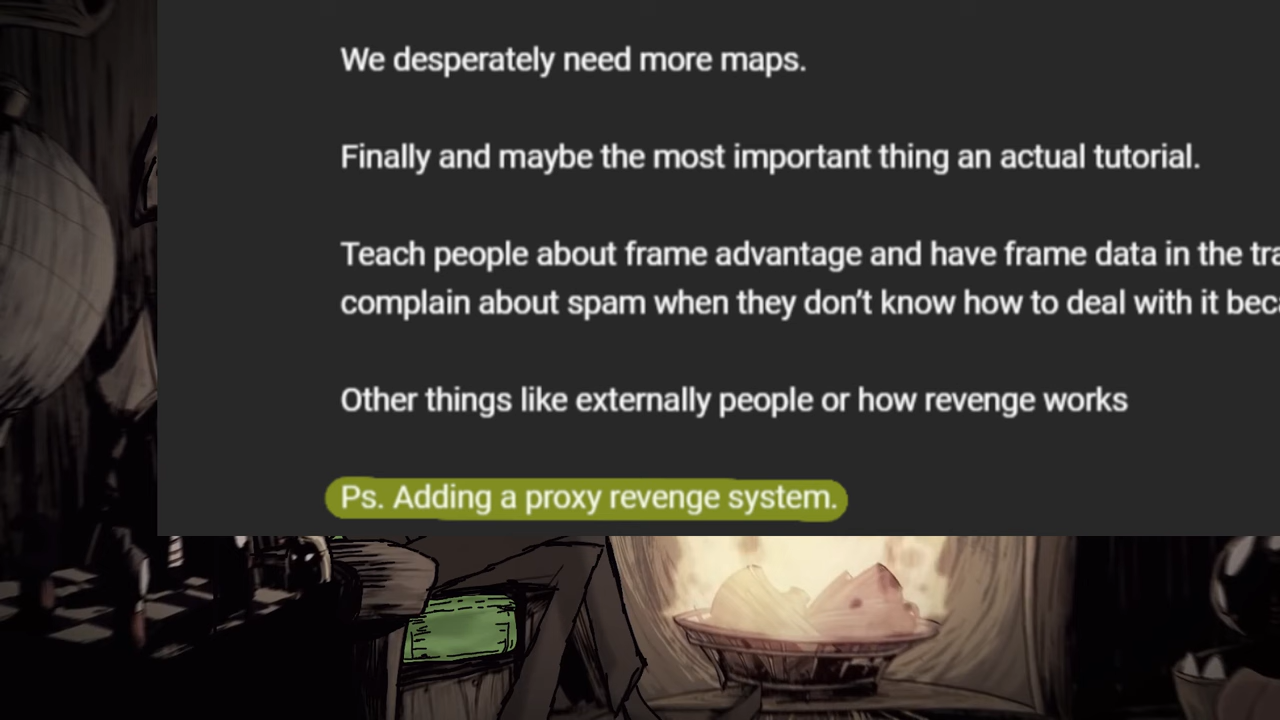 We desperately need more maps.
Finally and maybe the most important thing an actual tutorial.
Teach people about frame advantage and have frame data in the
complain about spam when they don’t know how to deal with it
Other things like externally people or how revenge works
Ps. Adding a proxy revenge system.